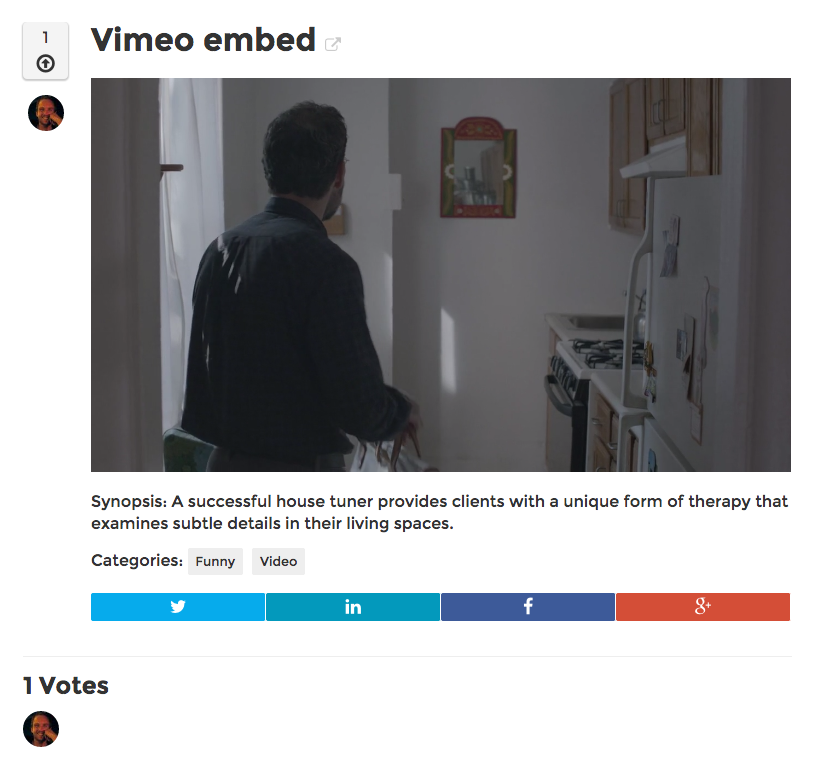 1
Vimeo embed
Synopsis: A successful house tuner provides clients with a unique form of therapy that
examines subtle details in their living spaces.
Categories: Funny Video
in f g+
1 Votes